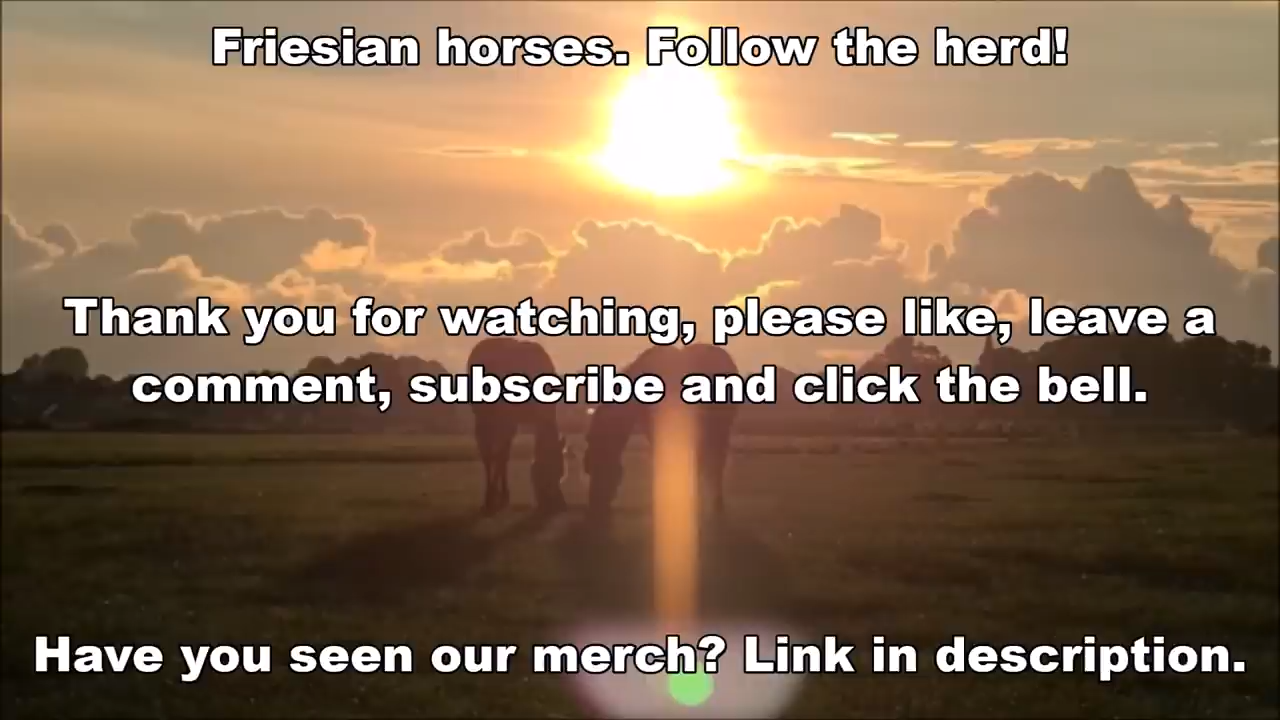 Friesian horses. Follow the herd!
Thank you for watching, please like, leave a
comment, subscribe and click the bell.
Have you seen our merch? Link in description.